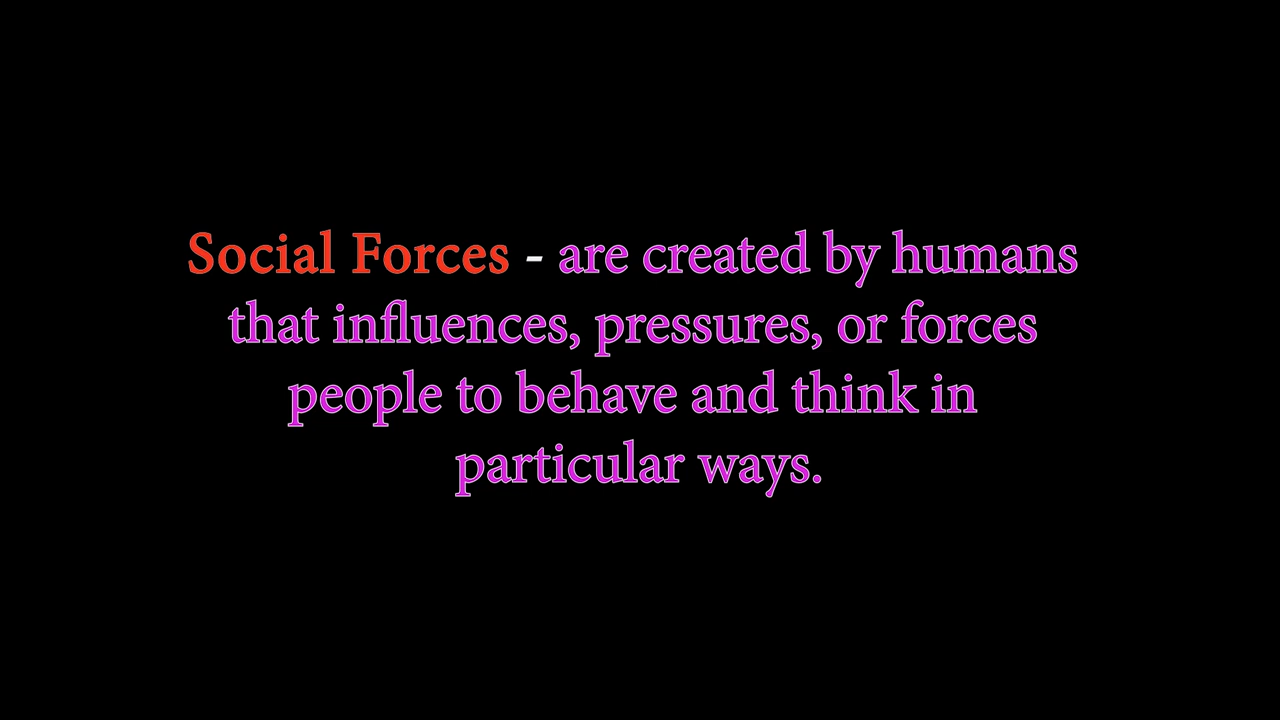 Social Forces - are created by humans
that influences, pressures, or forces
people to behave and think in
particular ways.